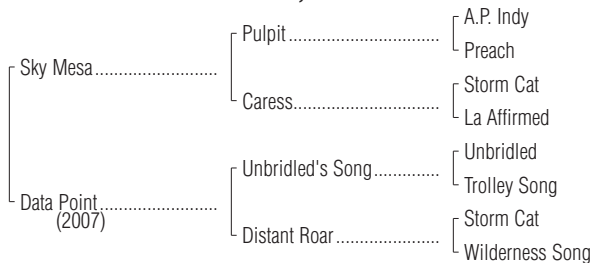 A.P. Indy
Pulpit
Preach
Sky Mesa
Storm Cat
Caress
La Affirmed
Unbridled
Unbridled's Song
Trolley Song
Data Point
(2007)
Storm Cat
Distant Roar
Wilderness Song